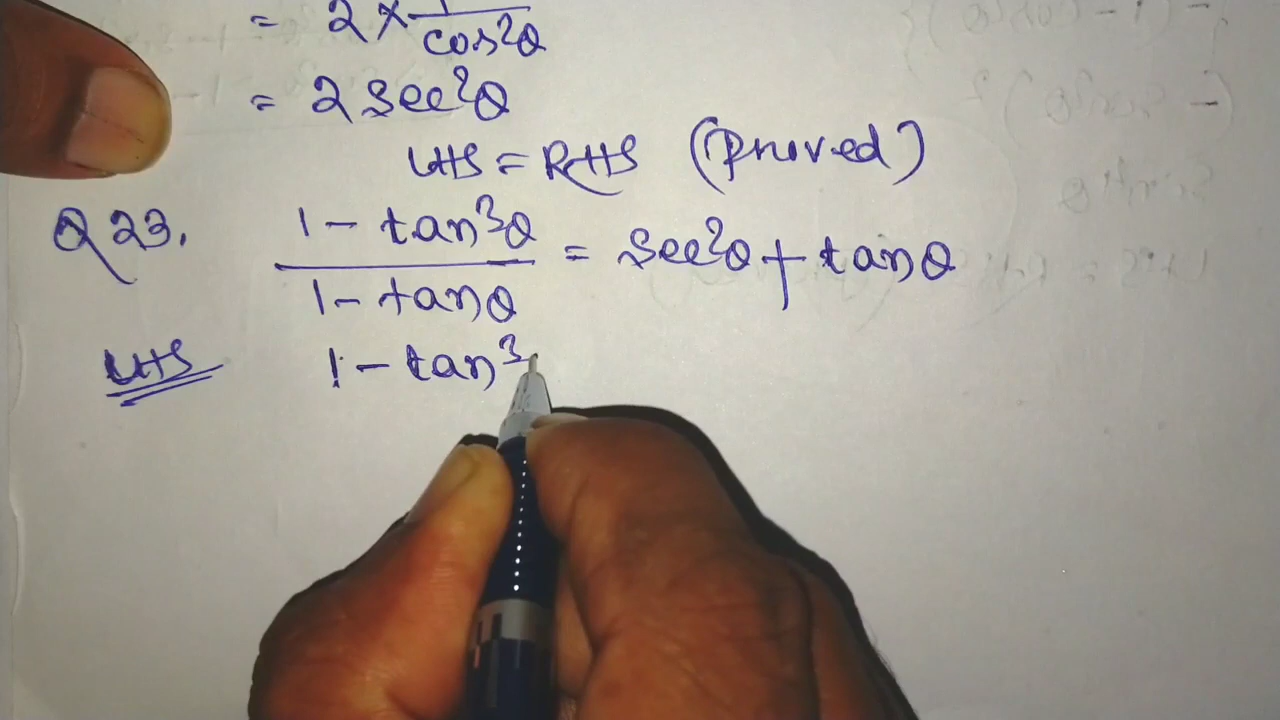 = 2 × 1/cos²θ
= 2 sec²θ
LHS = RHS (Proved)
Q 23. 1 - tan³θ / 1 - tanθ = sec²θ + tanθ
LHS 1 - tan³